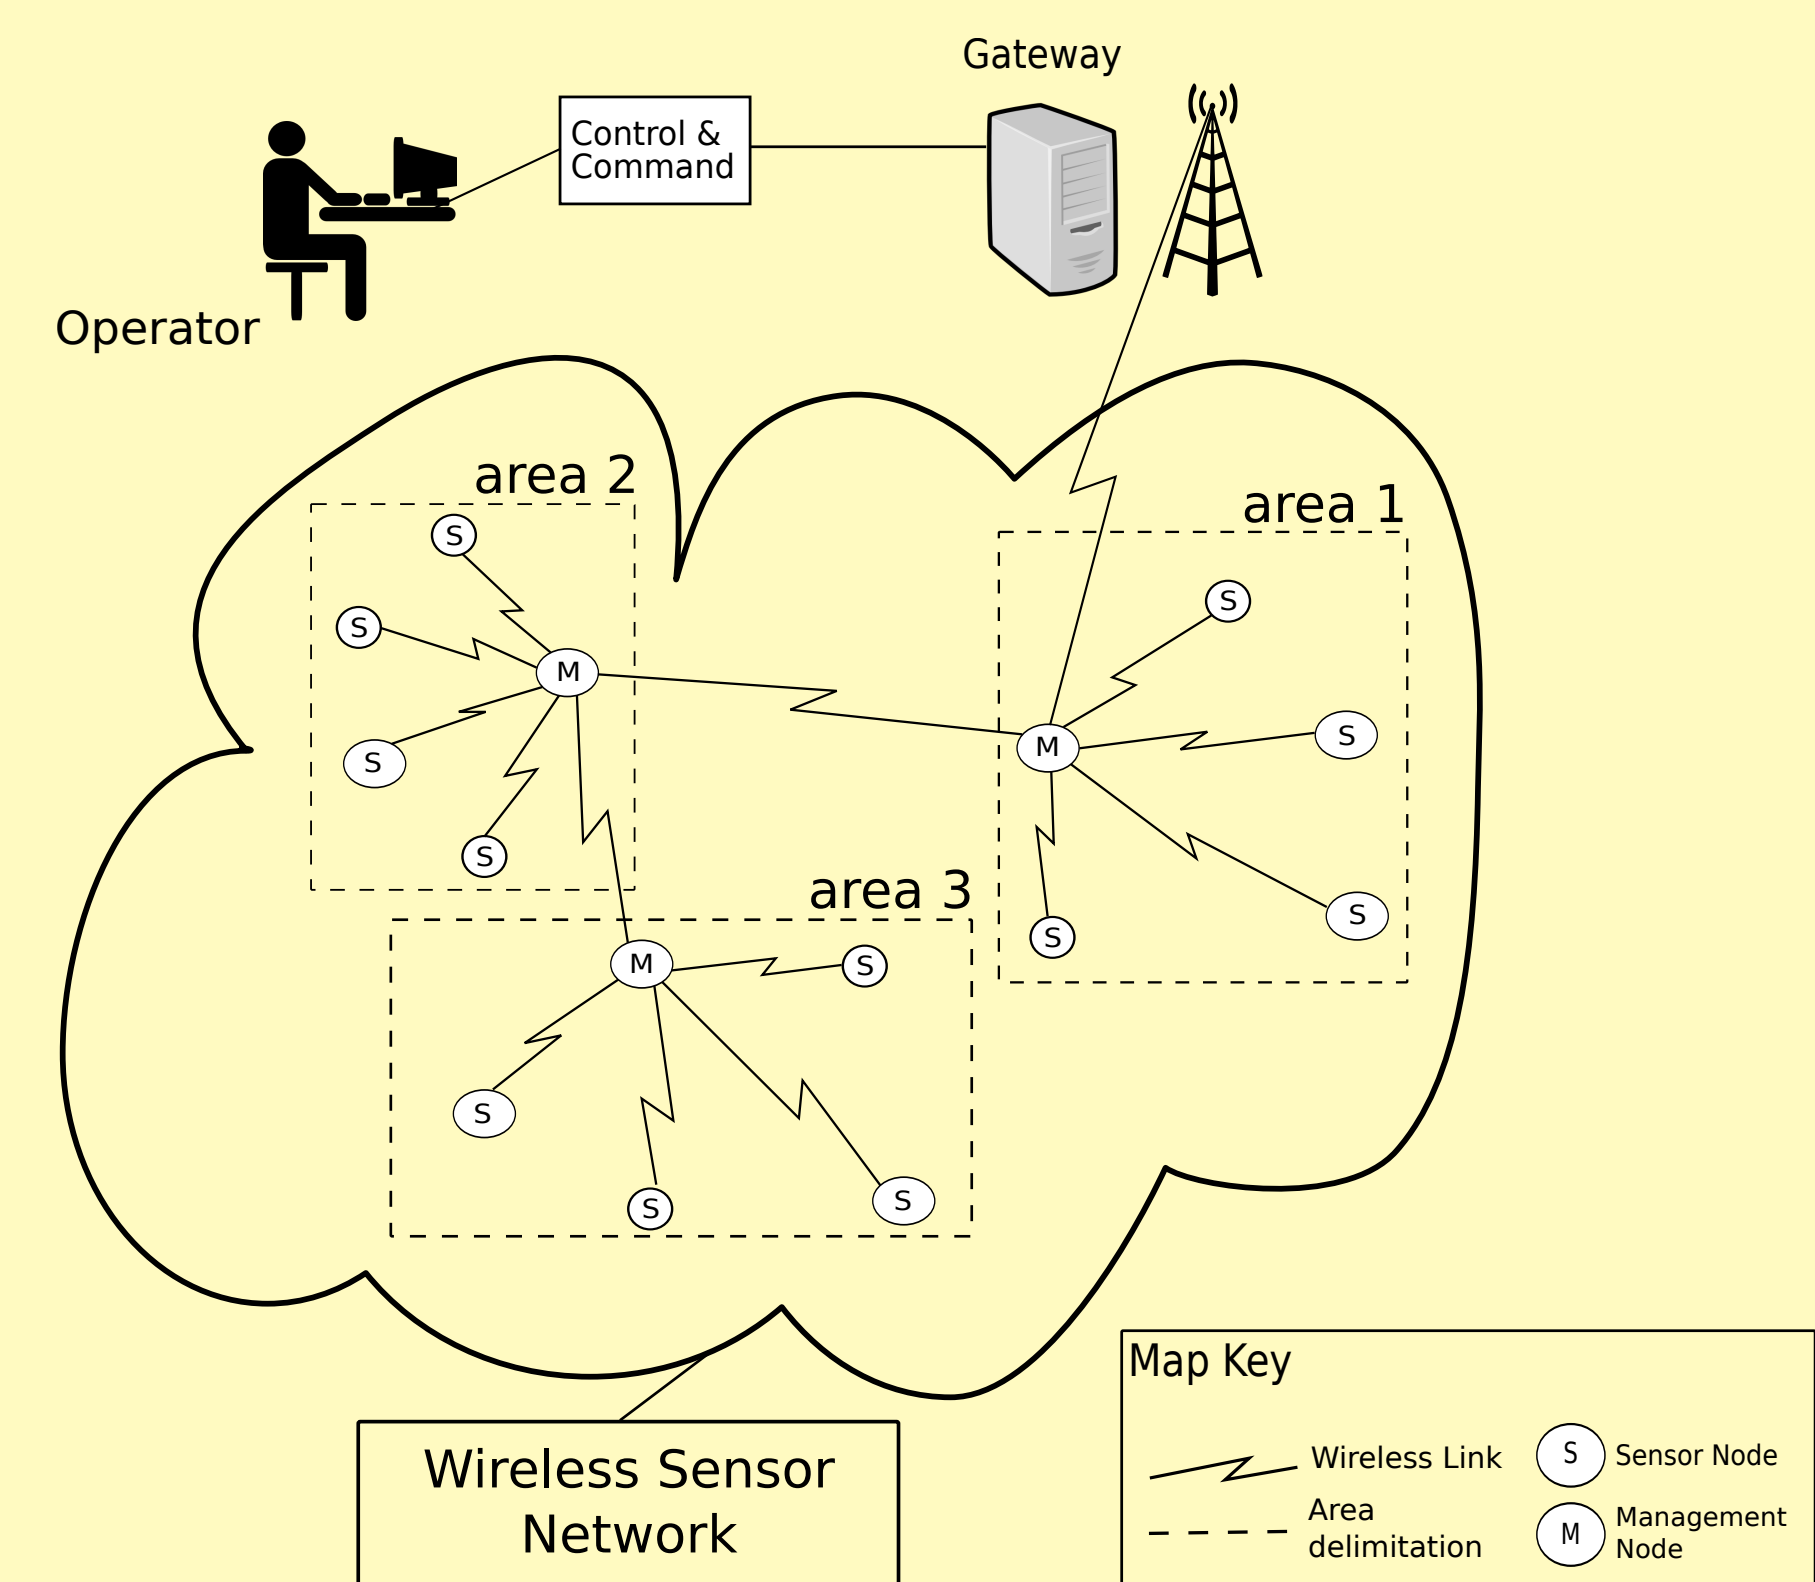 Gateway
Control &
Command
Operator
area 2
area 1
S
S
S
M
S
M
S
S
S
area 3
S
S
M
S
S
S
S
Map Key
Wireless Link
S
Sensor Node
Area
delimitation
M
Management
Node
Wireless Sensor
Network